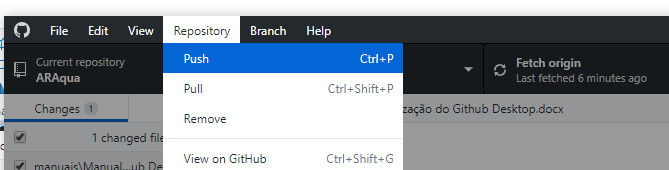 File Edit View Repository Branch Help
Current repository
ARAqua
Push Ctrl+P
Fetch origin
Last fetched 6 minutes ago
Pull Ctrl+Shift+P
Changes 1
zação do Github Desktop.docx
Remove
1 changed file
View on GitHub Ctrl+Shift+G
manuais\Manual...ub De